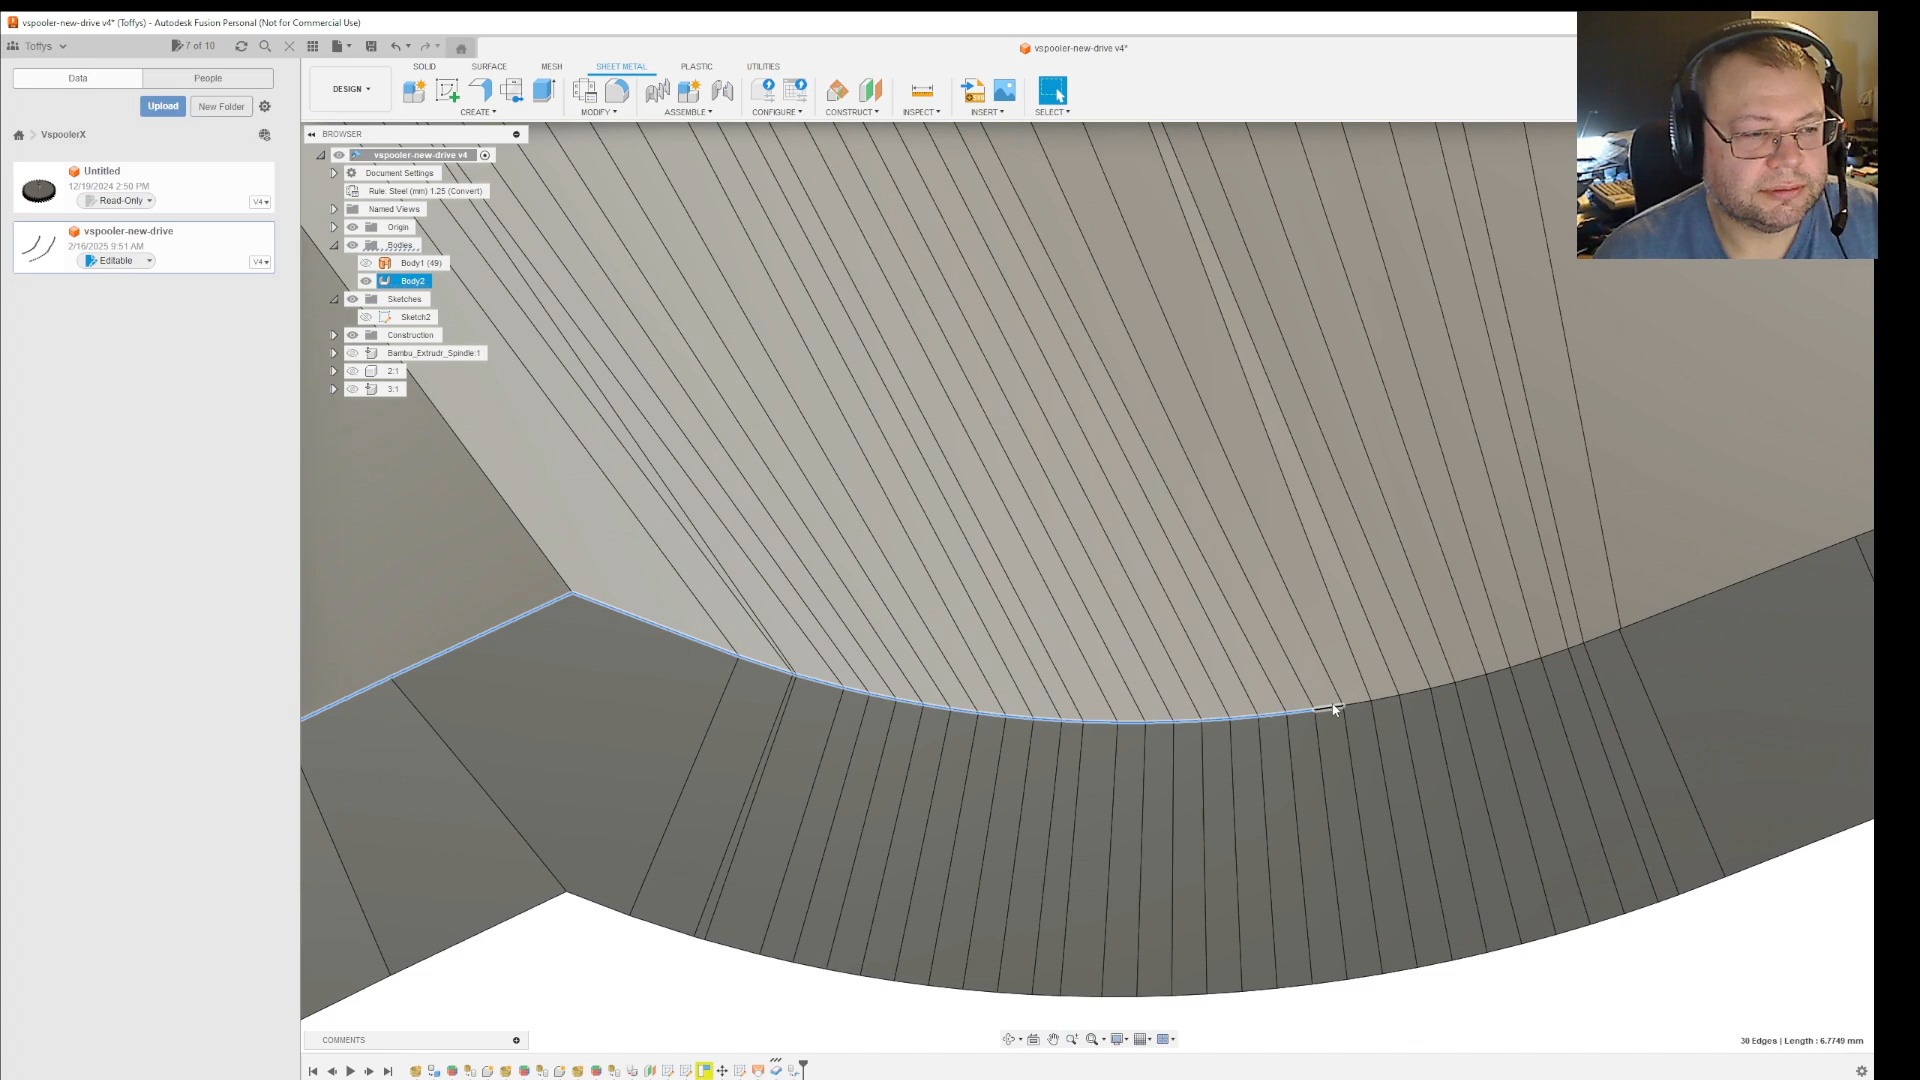 vspooler-new-drive v4* (Toffys) - Autodesk Fusion Personal (Not for Commercial Use)
Toffys
7 of 10
vspooler-new-drive v4*
Data
People
Upload
New Folder
VspoolerX
Untitled
12/19/2024 2:50 PM
Read-Only
V4
vspooler-new-drive
2/16/2025 9:51 AM
Editable
V4
DESIGN
SOLID
SURFACE
MESH
SHEET METAL
PLASTIC
UTILITIES
CREATE
MODIFY
ASSEMBLE
CONFIGURE
CONSTRUCT
INSPECT
INSERT
SELECT
BROWSER
vspooler-new-drive v4
Document Settings
Rule: Steel (mm) 1.25 (Convert)
Named Views
Origin
Bodies
Body1 (49)
Body2
Sketches
Sketch2
Construction
Bambu_Extrudr_Spindle:1
2:1
3:1
COMMENTS
30 Edges | Length : 6.7749 mm